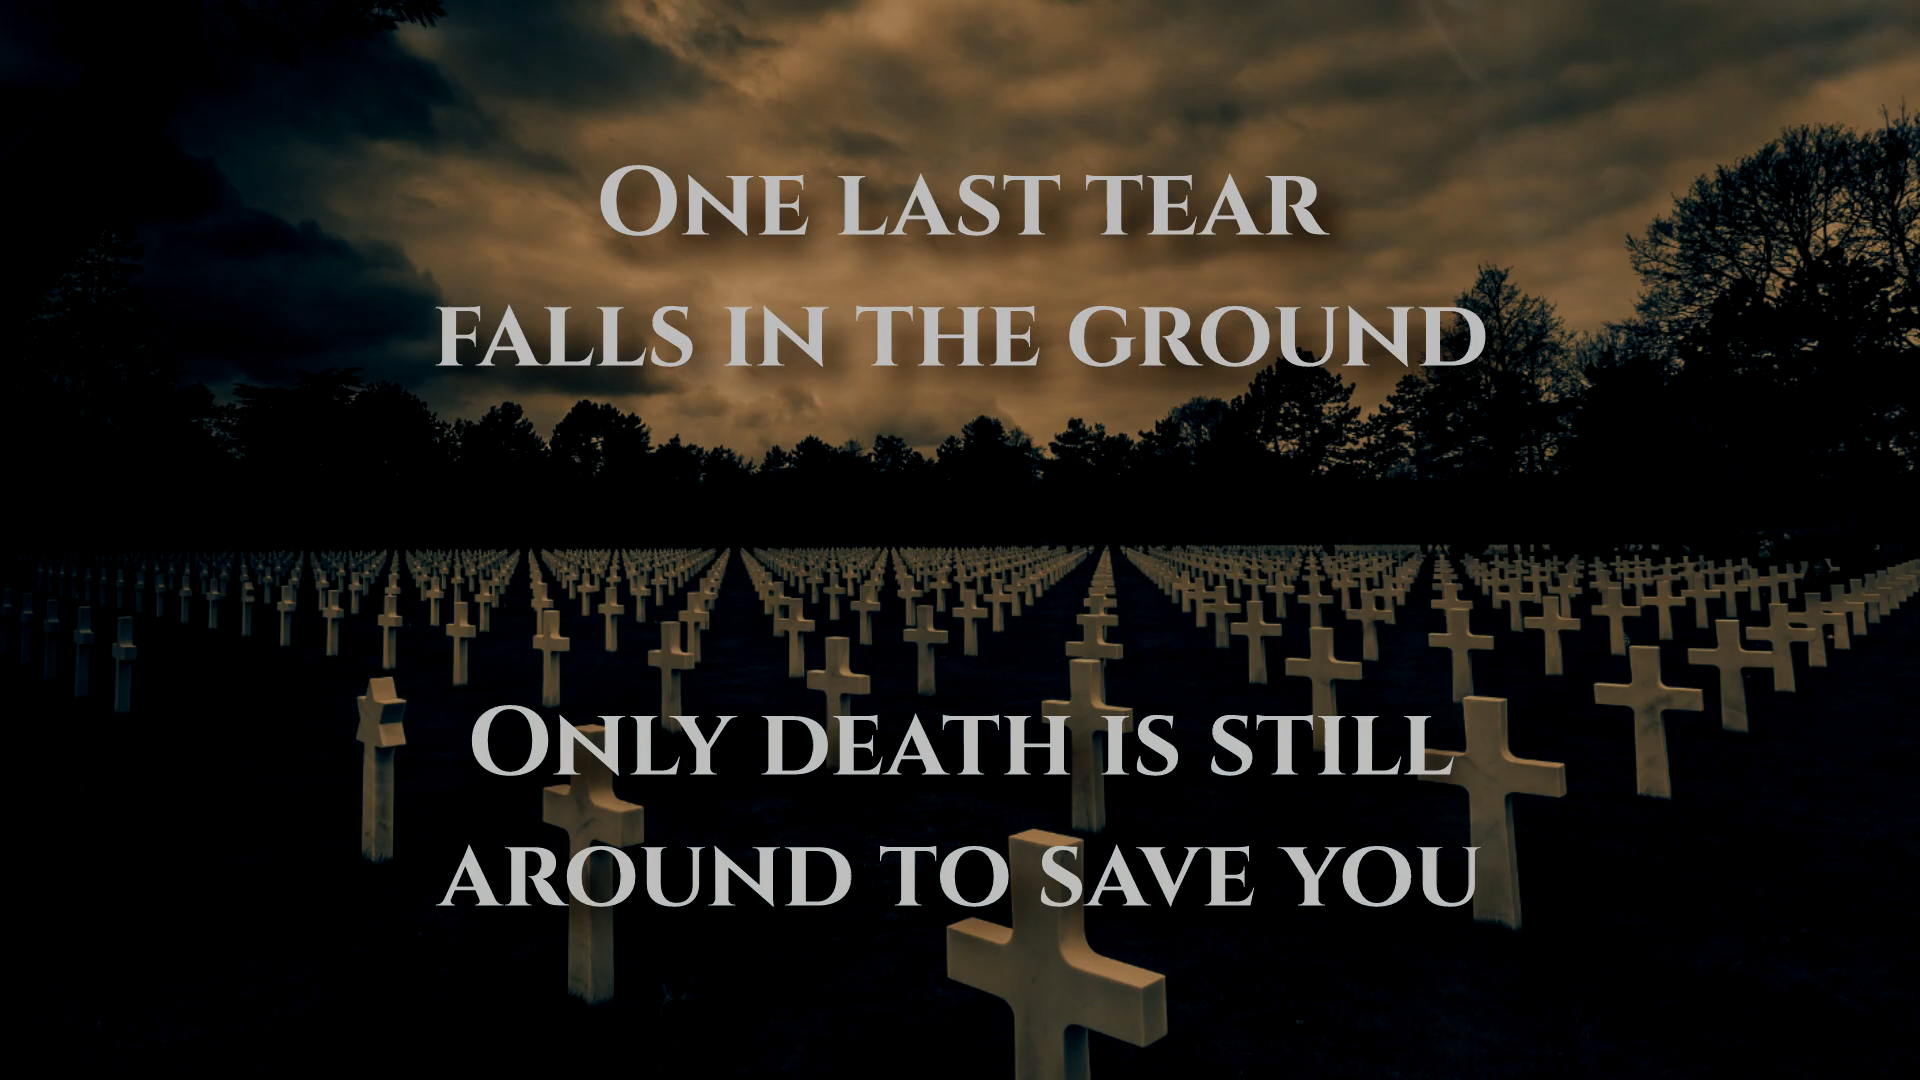 One last tear
falls in the ground
Only death is still
around to save you